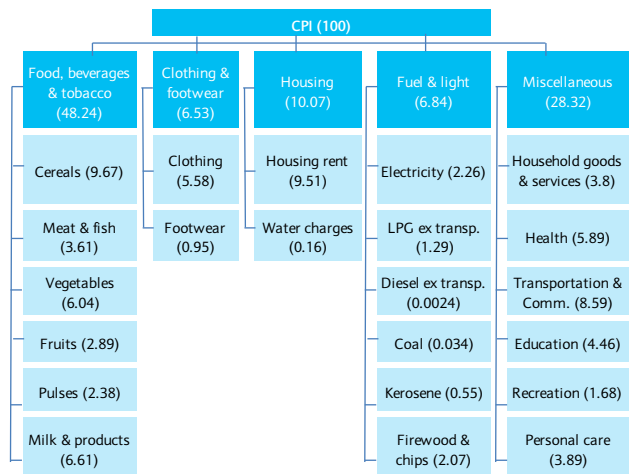 CPI (100)
Food, beverages
& tobacco
(48.24)
Cereals (9.67)
Meat & fish
(3.61)
Vegetables
(6.04)
Fruits (2.89)
Pulses (2.38)
Milk & products
(6.61)
Clothing &
footwear
(6.53)
Clothing
(5.58)
Footwear
(0.95)
Housing
(10.07)
Housing rent
(9.51)
Water charges
(0.16)
Fuel & light
(6.84)
Electricity (2.26)
LPG ex transp.
(1.29)
Diesel ex transp.
(0.0024)
Coal (0.034)
Kerosene (0.55)
Firewood &
chips (2.07)
Miscellaneous
(28.32)
Household goods
& services (3.8)
Health (5.89)
Transportation &
Comm. (8.59)
Education (4.46)
Recreation (1.68)
Personal care
(3.89)